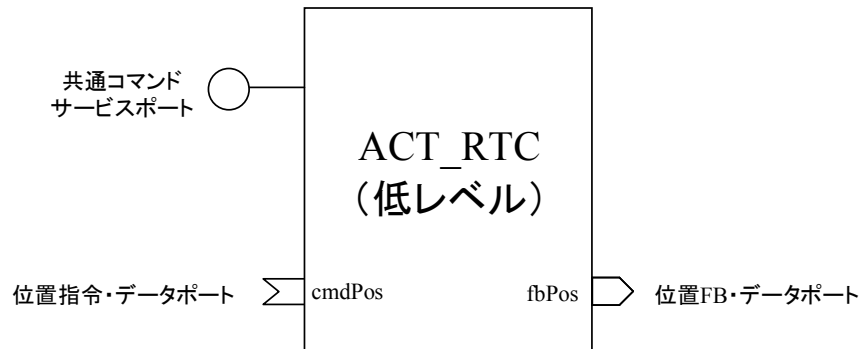 共通コマンド
サービスポート
ACT_RTC
（低レベル）
位置指令・データポート
cmdPos
fbPos
位置FB・データポート